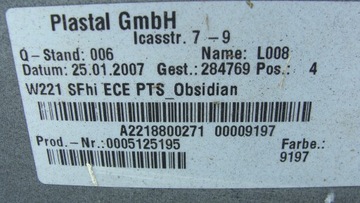 Plastal GmbH
Icasstr. 7-9
Q-Stand: 006 Name: L008
Datum: 25.01.2007 Gest.: 284769 Pos.: 4
W221 SFhi ECE PTS_Obsidian
A2218800271 00009197
Prod.-Nr.:0005125195 Farbe.:
9197